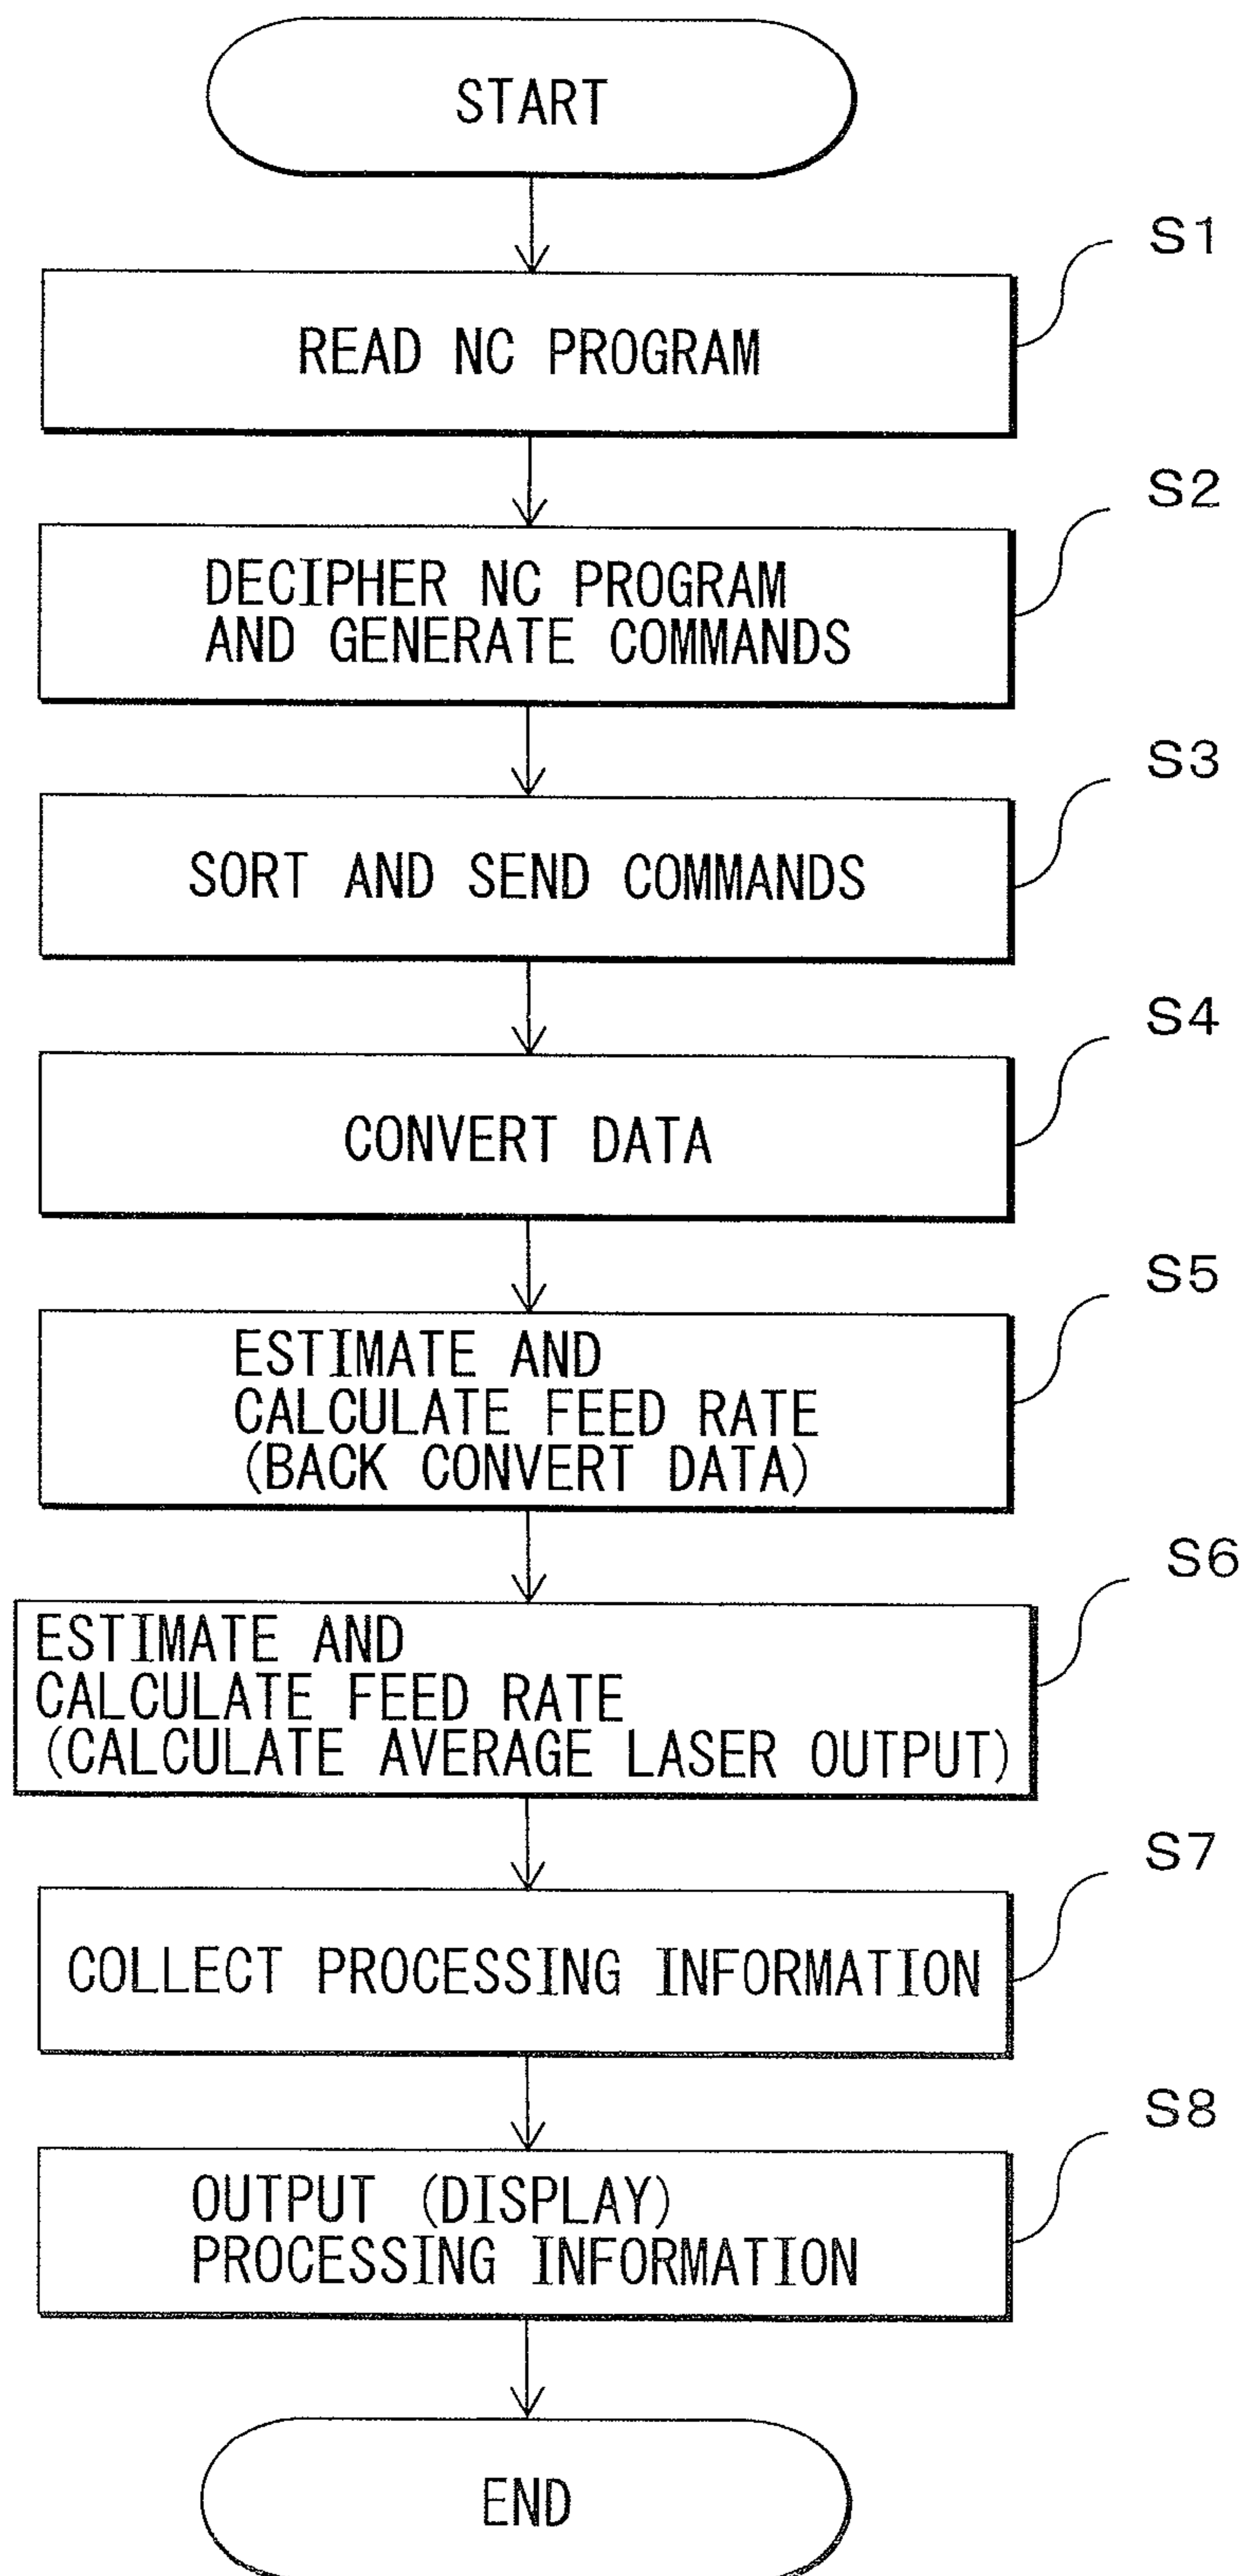 START
S1
READ NC PROGRAM
S2
DECIPHER NC PROGRAM
AND GENERATE COMMANDS
S3
SORT AND SEND COMMANDS
S4
CONVERT DATA
S5
ESTIMATE AND
CALCULATE FEED RATE
(BACK CONVERT DATA)
S6
ESTIMATE AND
CALCULATE FEED RATE
(CALCULATE AVERAGE LASER OUTPUT)
S7
COLLECT PROCESSING INFORMATION
S8
OUTPUT (DISPLAY)
PROCESSING INFORMATION
END